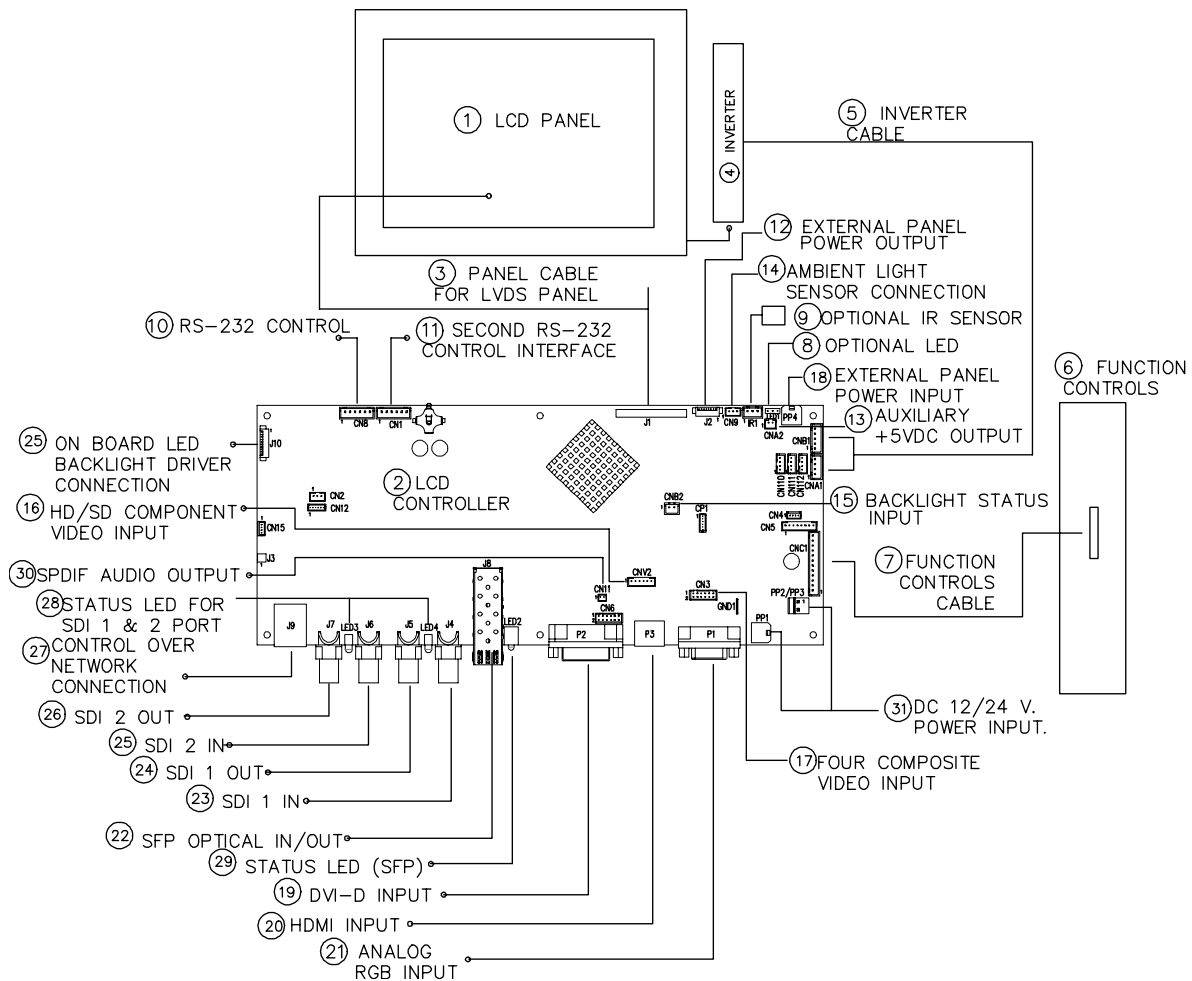 1 LCD PANEL
4 INVERTER
5 INVERTER
CABLE
12 EXTERNAL PANEL
POWER OUTPUT
3 PANEL CABLE
FOR LVDS PANEL
14 AMBIENT LIGHT
SENSOR CONNECTION
10 RS-232 CONTROL
11 SECOND RS-232
CONTROL INTERFACE
9 OPTIONAL IR SENSOR
8 OPTIONAL LED
18 EXTERNAL PANEL
POWER INPUT
6 FUNCTION
CONTROLS
13 AUXILIARY
+5VDC OUTPUT
CN8
CN1
J1
J2
CN9
IR1
LED1
PP4
CNA2
CNB1
CNA1
CN110
CN111
CN112
25 ON BOARD LED
BACKLIGHT DRIVER
CONNECTION
J10
2 LCD
CONTROLLER
16 HD/SD COMPONENT
VIDEO INPUT
CN2
CN12
CN15
J3
CNB2
CP1
CN4
CN5
CNC1
15 BACKLIGHT STATUS
INPUT
30 SPDIF AUDIO OUTPUT
J8
CN11
CNV2
CN3
CN6
GND1
PP2/PP3
PP1
7 FUNCTION
CONTROLS
CABLE
28 STATUS LED FOR
SDI 1 & 2 PORT
J9
J7
LED3
J6
J5
LED4
J4
LED2
P2
P3
P1
27 CONTROL OVER
NETWORK
CONNECTION
26 SDI 2 OUT
31 DC 12/24 V.
POWER INPUT.
25 SDI 2 IN
24 SDI 1 OUT
17 FOUR COMPOSITE
VIDEO INPUT
23 SDI 1 IN
22 SFP OPTICAL IN/OUT
29 STATUS LED (SFP)
19 DVI-D INPUT
20 HDMI INPUT
21 ANALOG
RGB INPUT